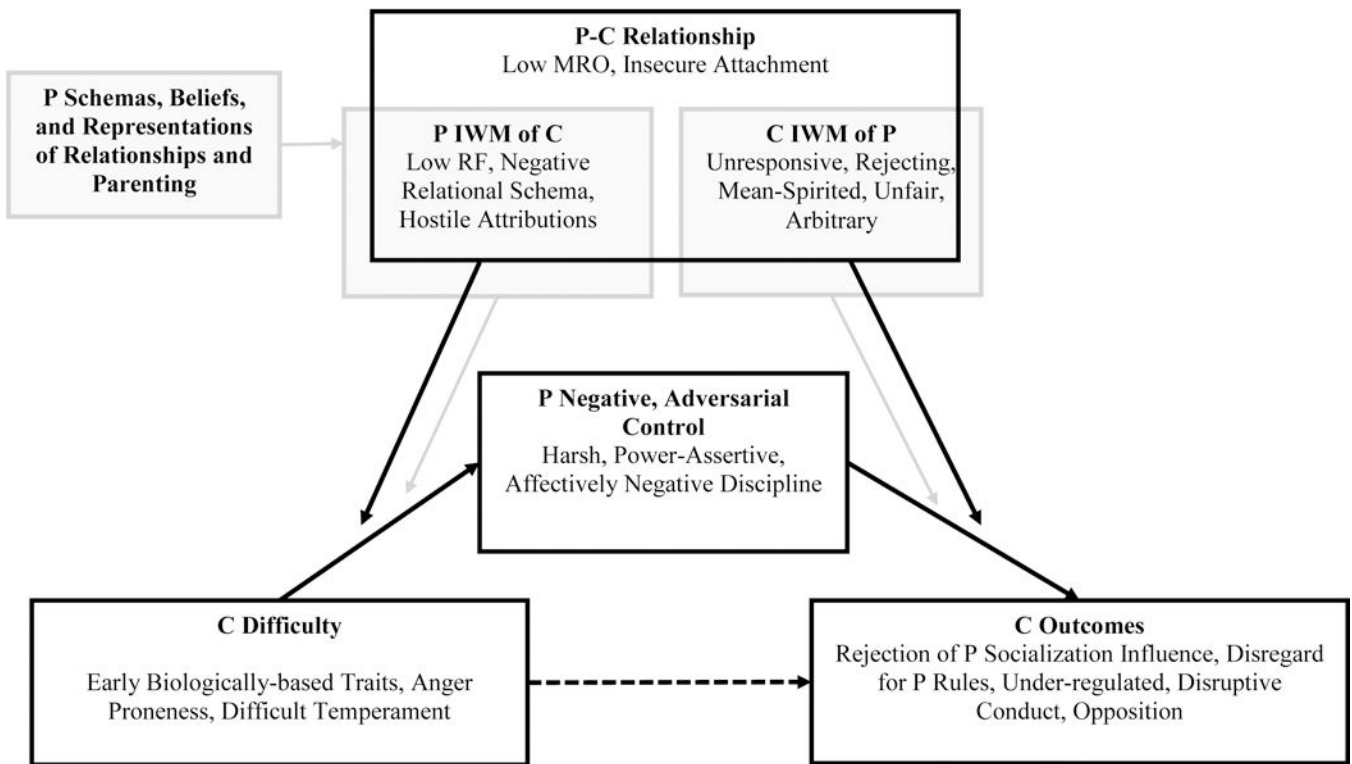 P-C Relationship
Low MRO, Insecure Attachment
P Schemas, Beliefs,
and Representations
of Relationships and
Parenting
P IWM of C
Low RF, Negative
Relational Schema,
Hostile Attributions
C IWM of P
Unresponsive, Rejecting,
Mean-Spirited, Unfair,
Arbitrary
P Negative, Adversarial
Control
Harsh, Power-Assertive,
Affectively Negative Discipline
C Difficulty
Early Biologically-based Traits, Anger
Proneness, Difficult Temperament
C Outcomes
Rejection of P Socialization Influence, Disregard
for P Rules, Under-regulated, Disruptive
Conduct, Opposition